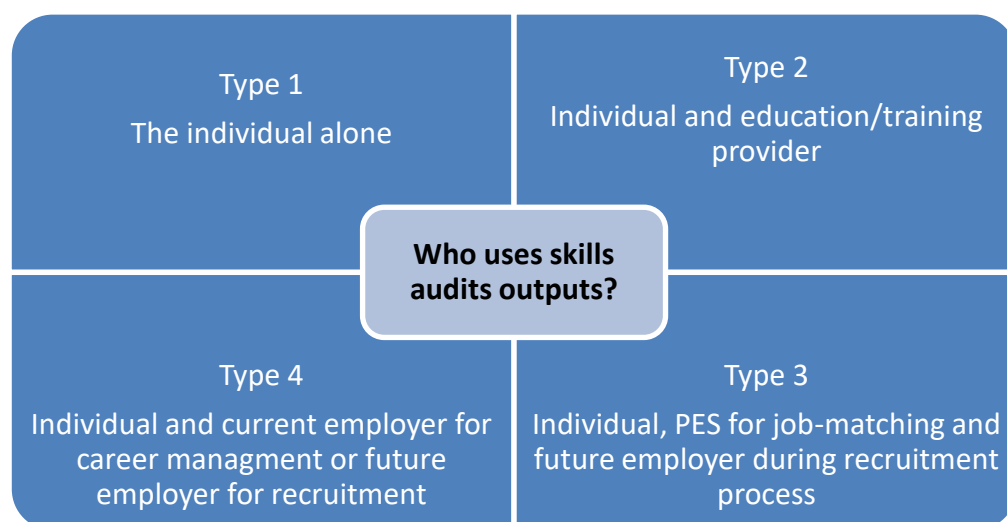 Type 1
The individual alone
Type 2
Individual and education/training
provider
Who uses skills
audits outputs?
Type 4
Individual and current employer for
career managment or future
employer for recruitment
Type 3
Individual, PES for job-matching and
future employer during recruitment
process